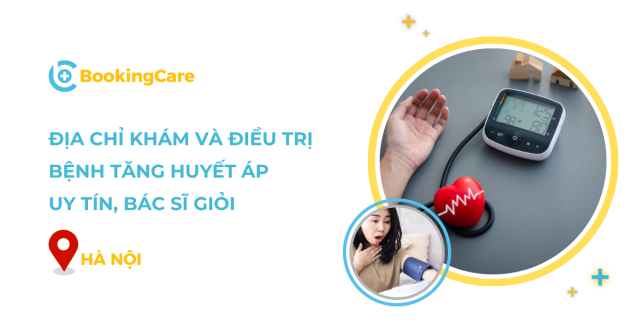 BookingCare
ĐỊA CHỈ KHÁM VÀ ĐIỀU TRỊ
BỆNH TĂNG HUYẾT ÁP
UY TÍN, BÁC SĨ GIỎI
HÀ NỘI